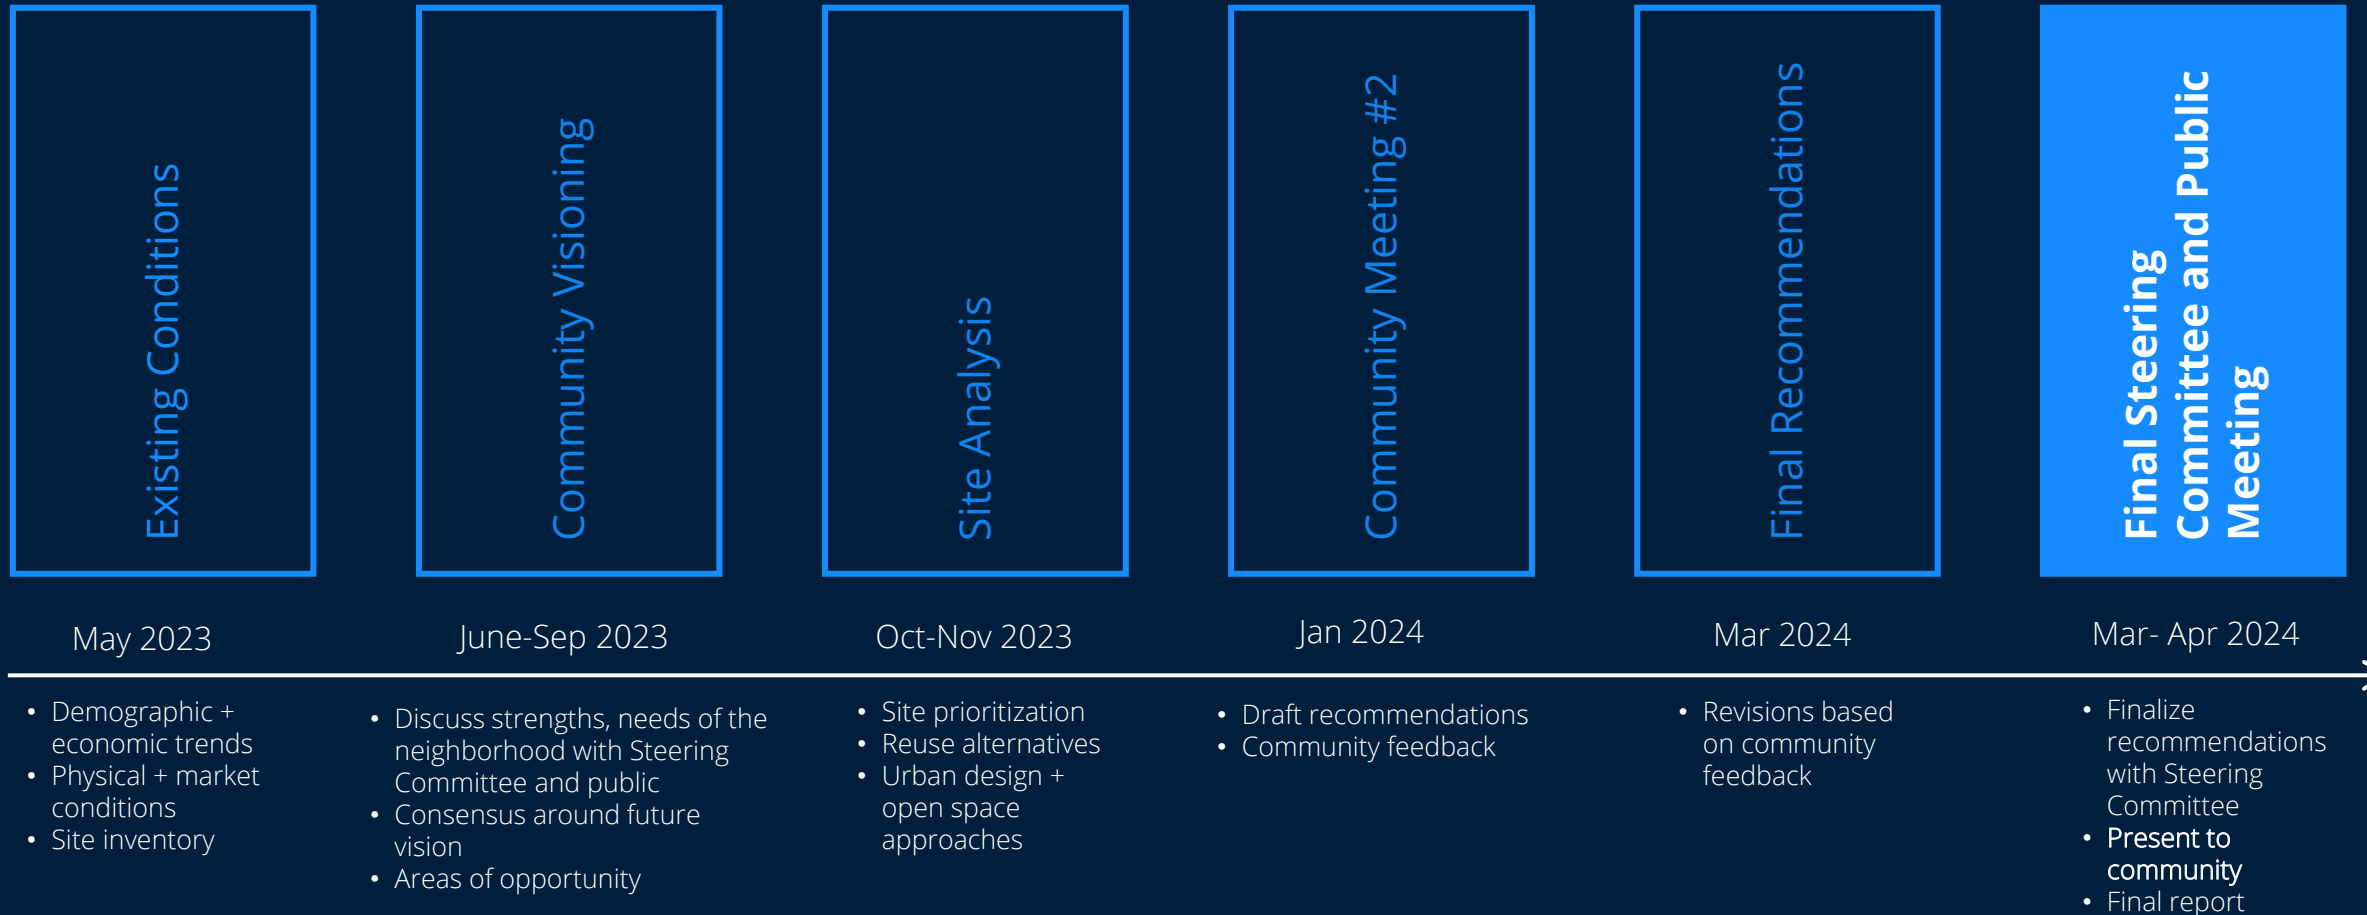 Existing Conditions
Community Visioning
Site Analysis
Community Meeting #2
Final Recommendations
Final Steering
Committee and Public
Meeting
May 2023
June-Sep 2023
Oct-Nov 2023
Jan 2024
Mar 2024
Mar- Apr 2024
• Demographic +
economic trends
• Physical + market
conditions
• Site inventory
• Discuss strengths, needs of the
neighborhood with Steering
Committee and public
• Consensus around future
vision
• Areas of opportunity
• Site prioritization
• Reuse alternatives
• Urban design +
open space
approaches
• Draft recommendations
• Community feedback
• Revisions based
on community
feedback
• Finalize
recommendations
with Steering
Committee
• Present to
community
• Final report